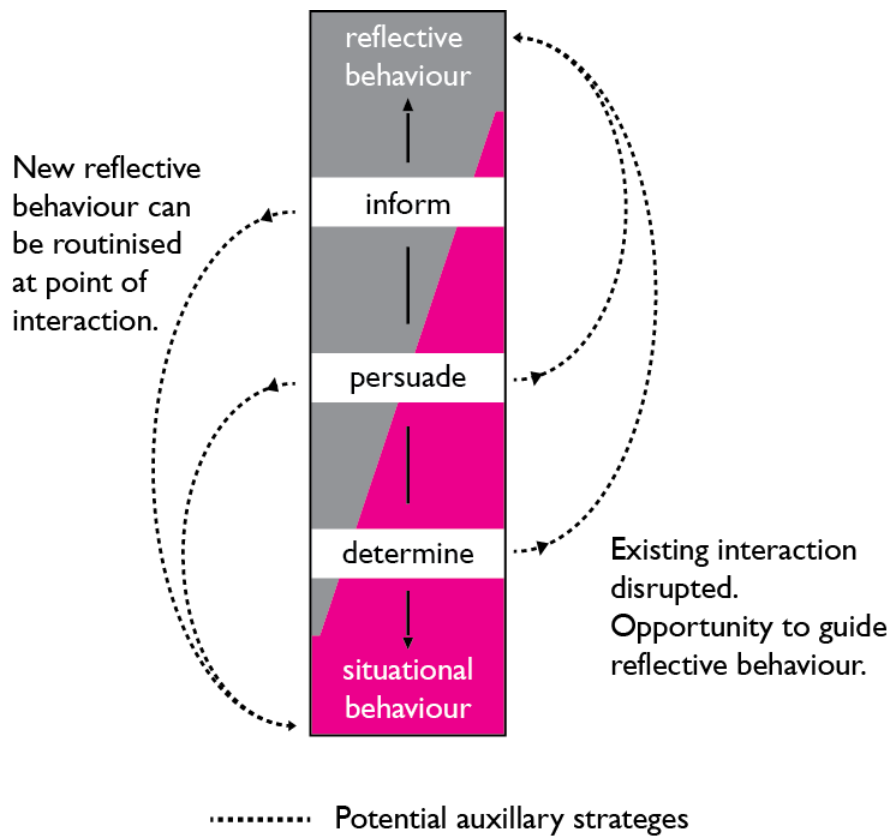 reflective
behaviour
New reflective
behaviour can
be routinised
at point of
interaction.
inform
persuade
determine
Existing interaction
disrupted.
Opportunity to guide
reflective behaviour.
situational
behaviour
Potential auxillary strateges